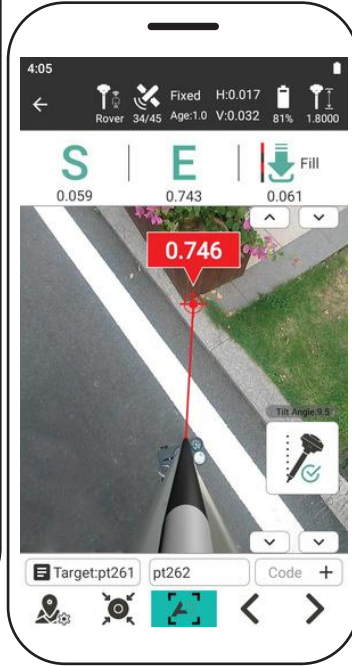 4:05
Fixed H:0.017
Rover 34/45 Age:1.0 V:0.032 81% 1.8000
S E Fill
0.059 0.743 0.061
0.746
Tilt Angle:9.5
Target:pt261 pt262 Code +